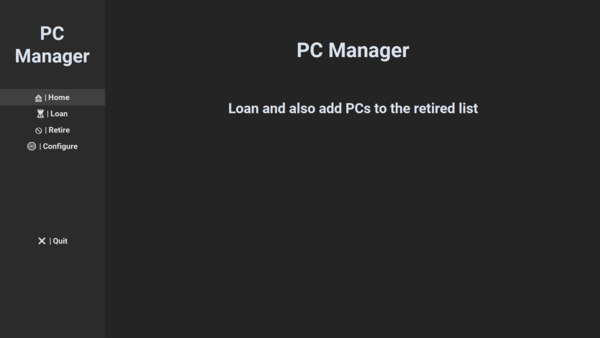 PC
Manager
| Home
| Loan
| Retire
| Configure
| Quit
PC Manager
Loan and also add PCs to the retired list